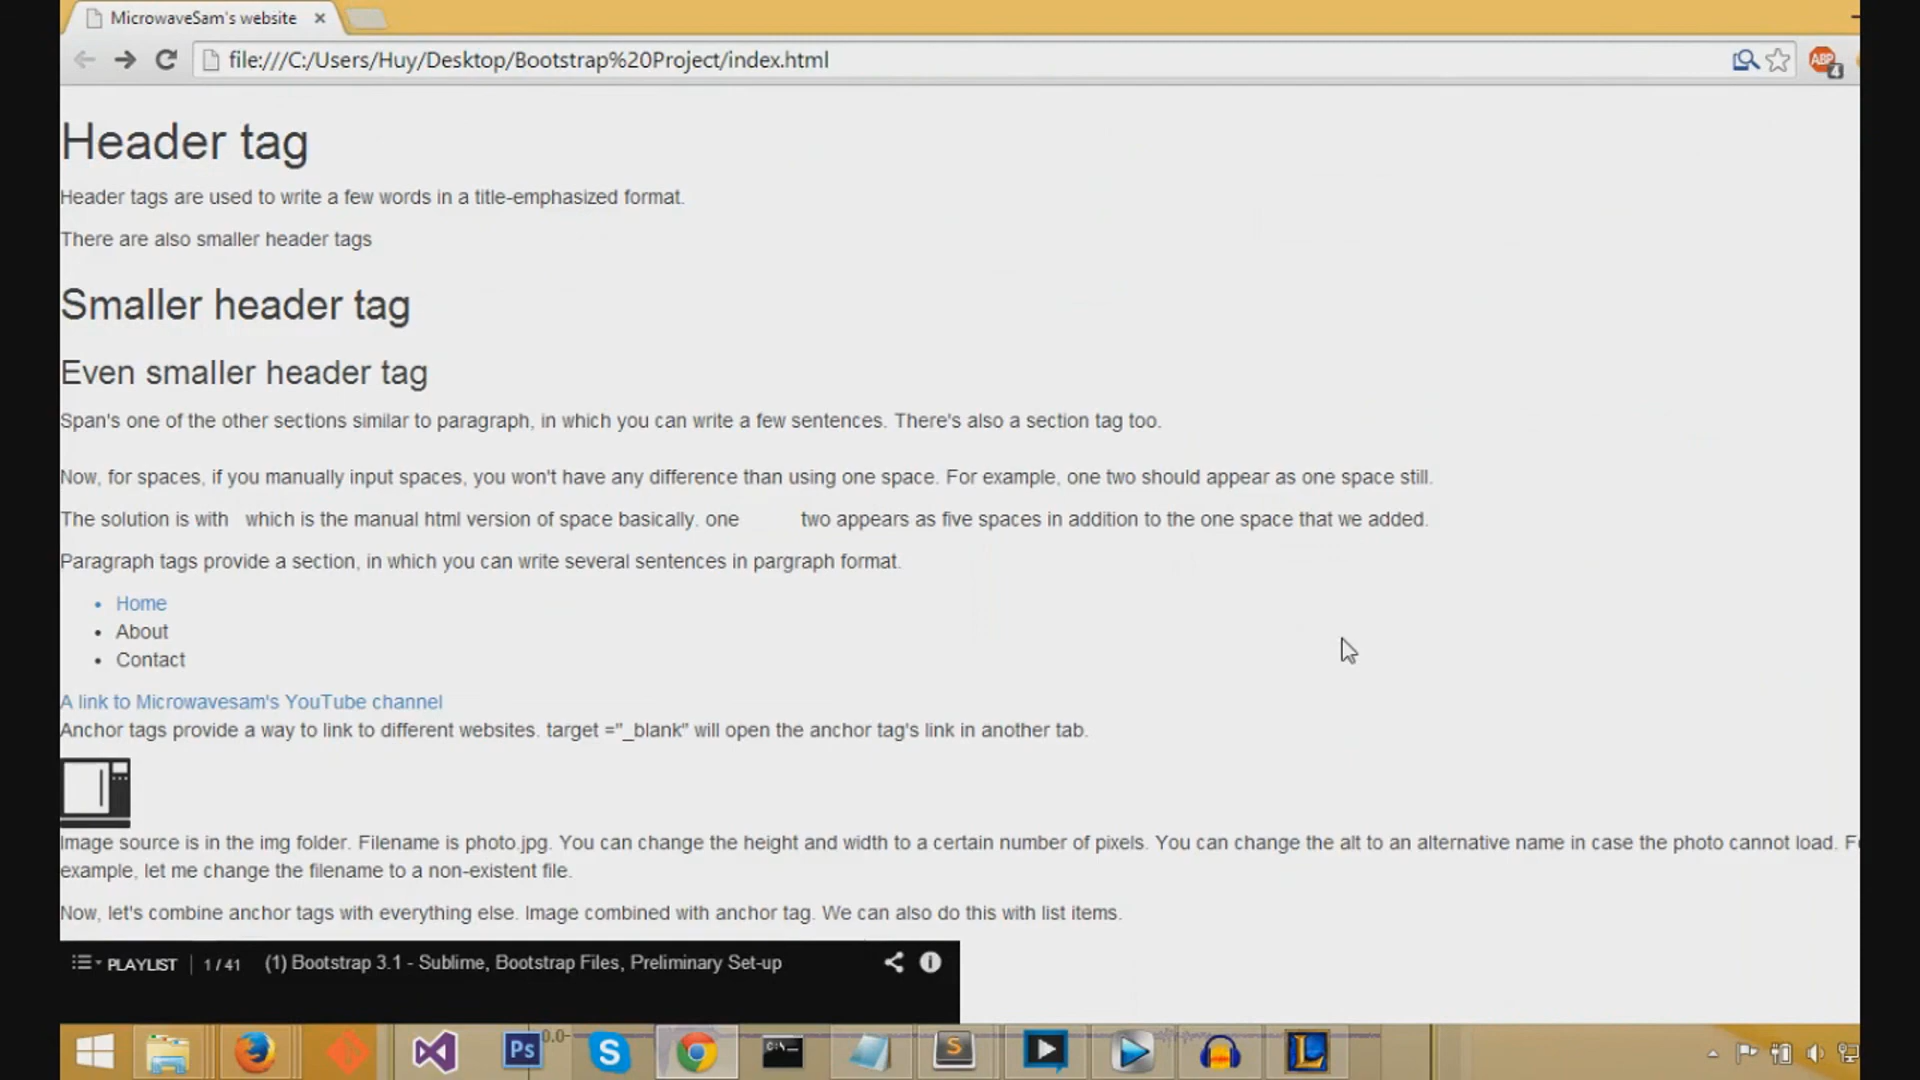 MicrowaveSam's website
file:///C:/Users/Huy/Desktop/Bootstrap%20Project/index.html
ABP
4
Header tag
Header tags are used to write a few words in a title-emphasized format.
There are also smaller header tags
Smaller header tag
Even smaller header tag
Span's one of the other sections similar to paragraph, in which you can write a few sentences. There's also a section tag too.
Now, for spaces, if you manually input spaces, you won't have any difference than using one space. For example, one two should appear as one space still.
The solution is with   which is the manual html version of space basically. one      two appears as five spaces in addition to the one space that we added.
Paragraph tags provide a section, in which you can write several sentences in pargraph format.
• Home
• About
• Contact
A link to Microwavesam's YouTube channel
Anchor tags provide a way to link to different websites. target ="_blank" will open the anchor tag's link in another tab.
Image source is in the img folder. Filename is photo.jpg. You can change the height and width to a certain number of pixels. You can change the alt to an alternative name in case the photo cannot load.
example, let me change the filename to a non-existent file.
Now, let's combine anchor tags with everything else. Image combined with anchor tag. We can also do this with list items.
PLAYLIST 1 / 41 (1) Bootstrap 3.1 - Sublime, Bootstrap Files, Preliminary Set-up
Ps
0.0-
S
C:\
S
L